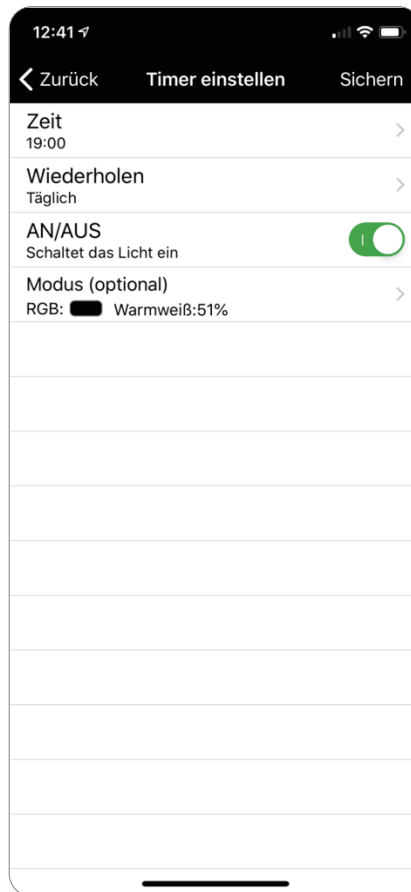 12:41
Zurück Timer einstellen Sichern
Zeit
19:00
Wiederholen
Täglich
AN/AUS
Schaltet das Licht ein
Modus (optional)
RGB: Warmweiß:51%